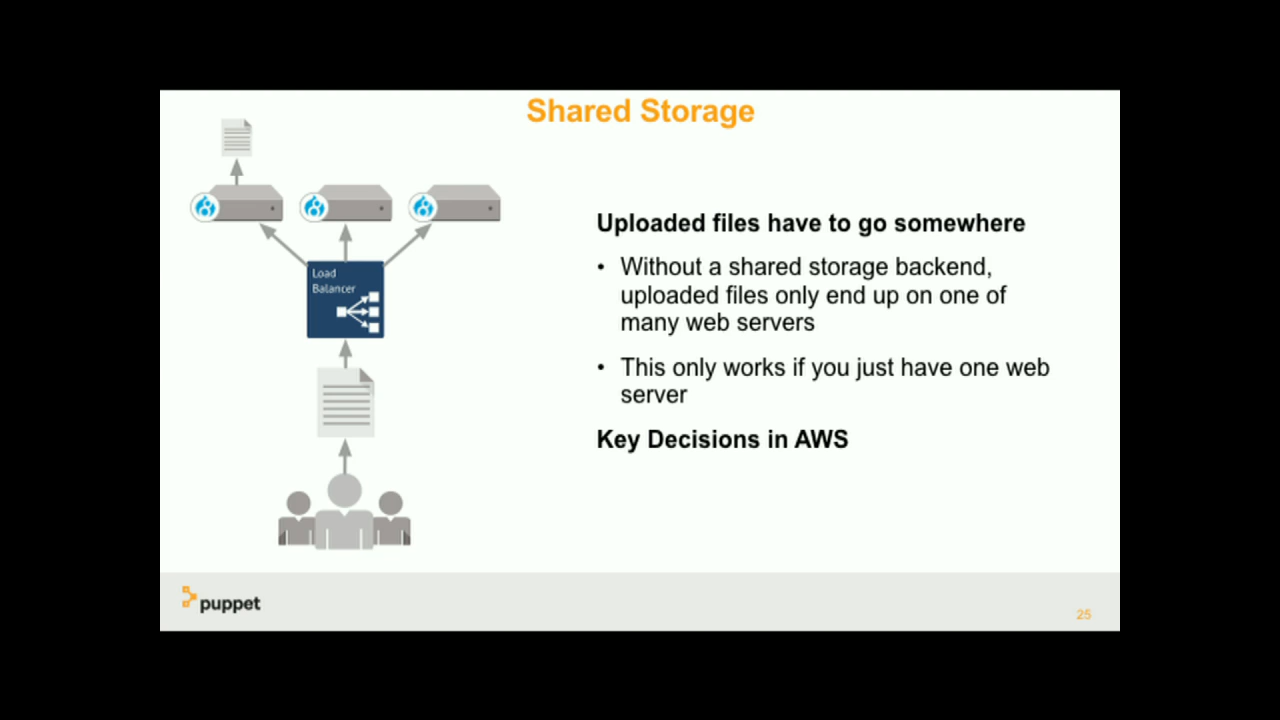 Shared Storage
Load
Balancer
Uploaded files have to go somewhere
• Without a shared storage backend,
uploaded files only end up on one of
many web servers
• This only works if you just have one web
server
Key Decisions in AWS
puppet
25